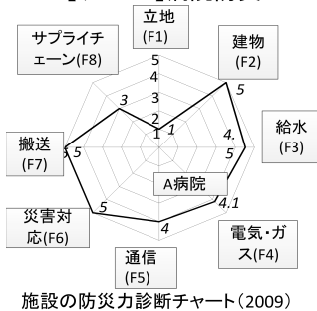 立地
(F1)
サプライチ
ェーン(F8)
建物
(F2)
5
4
3
2
1
3
1
5
4.
5
給水
(F3)
搬送
(F7)
5
A病院
4.1
災害対
応(F6)
5
4
電気・ガ
ス(F4)
通信
(F5)
施設の防災力診断チャート(2009)